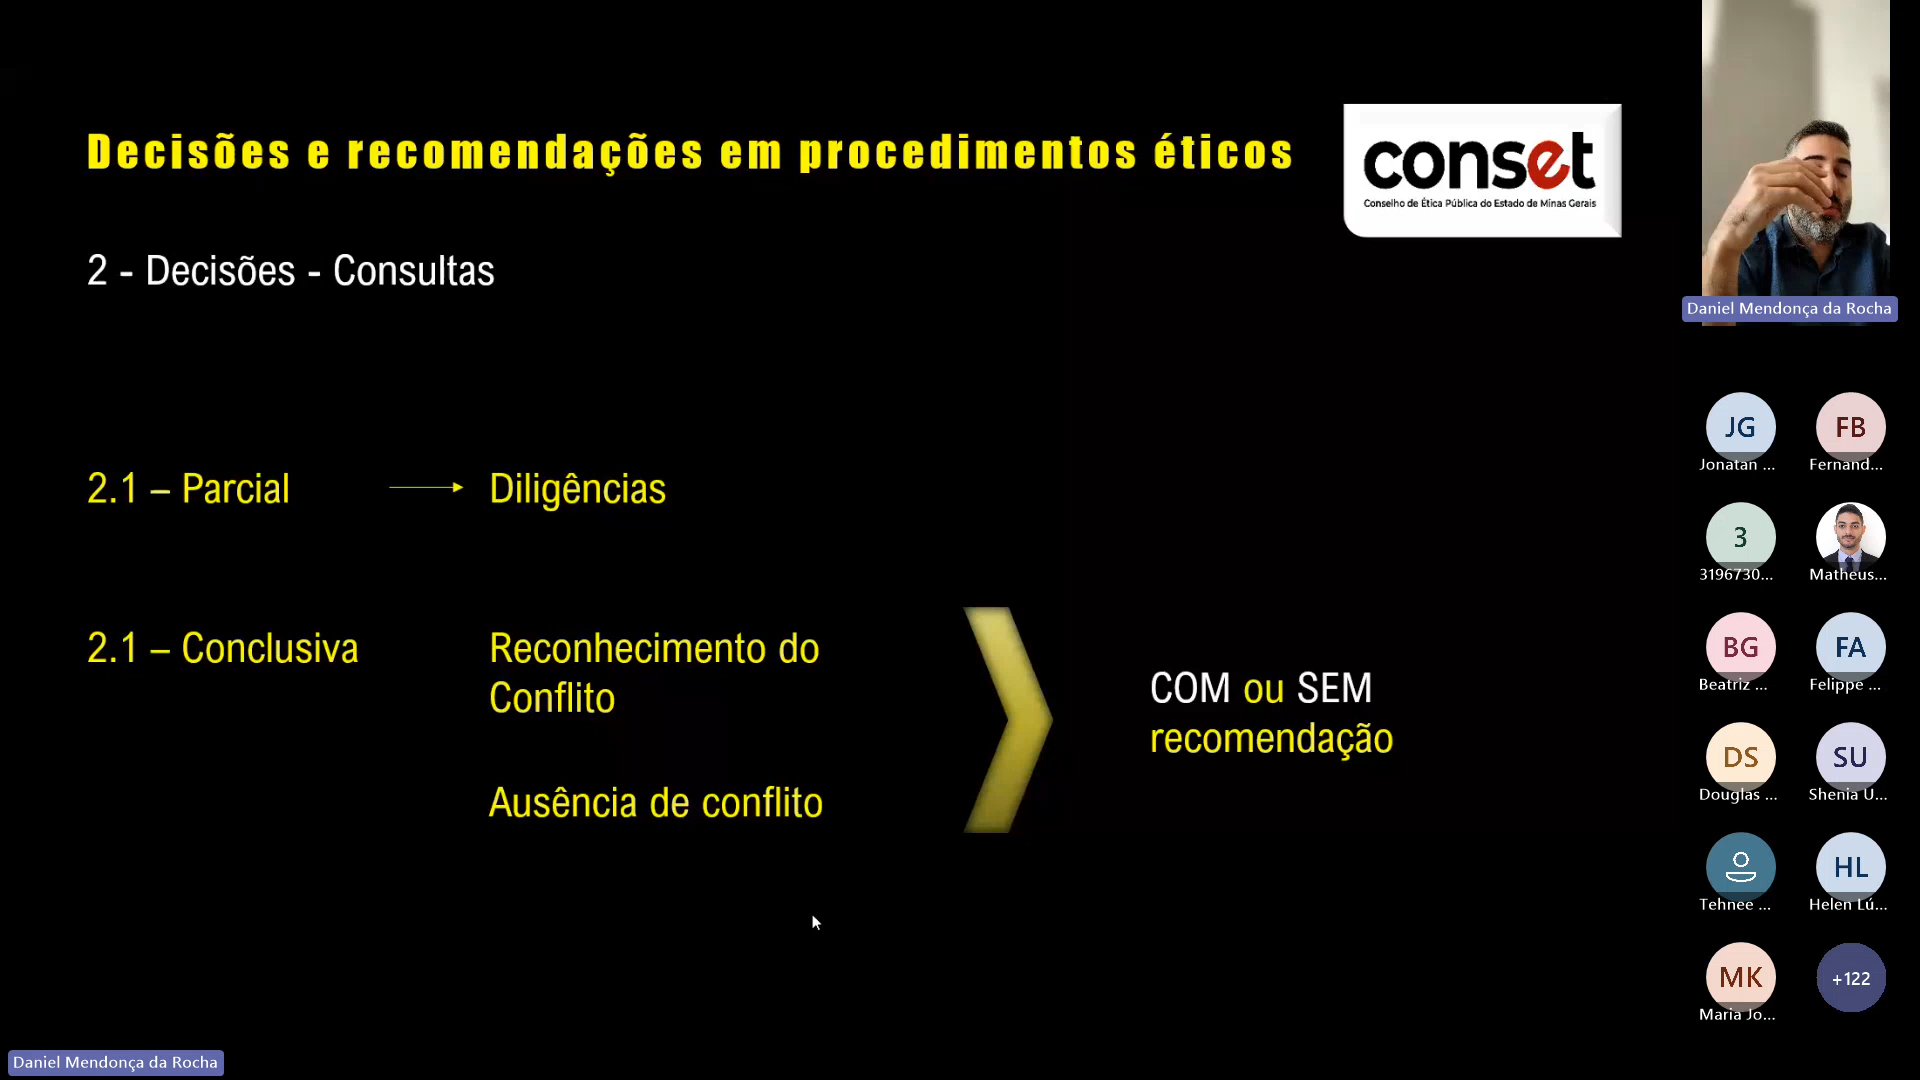 Decisões e recomendações em procedimentos éticos
conset
Conselho de Ética Pública do Estado de Minas Gerais
2 - Decisões - Consultas
2.1 – Parcial
Diligências
2.1 – Conclusiva
Reconhecimento do
Conflito
Ausência de conflito
COM ou SEM
recomendação
Daniel Mendonça da Rocha
JG
Jonatan ...
FB
Fernand...
3
3196730...
Matheus...
BG
Beatriz ...
FA
Felippe ...
DS
Douglas ...
SU
Shenia U...
Tehnee ...
HL
Helen Lú...
MK
Maria Jo...
+122
Daniel Mendonça da Rocha